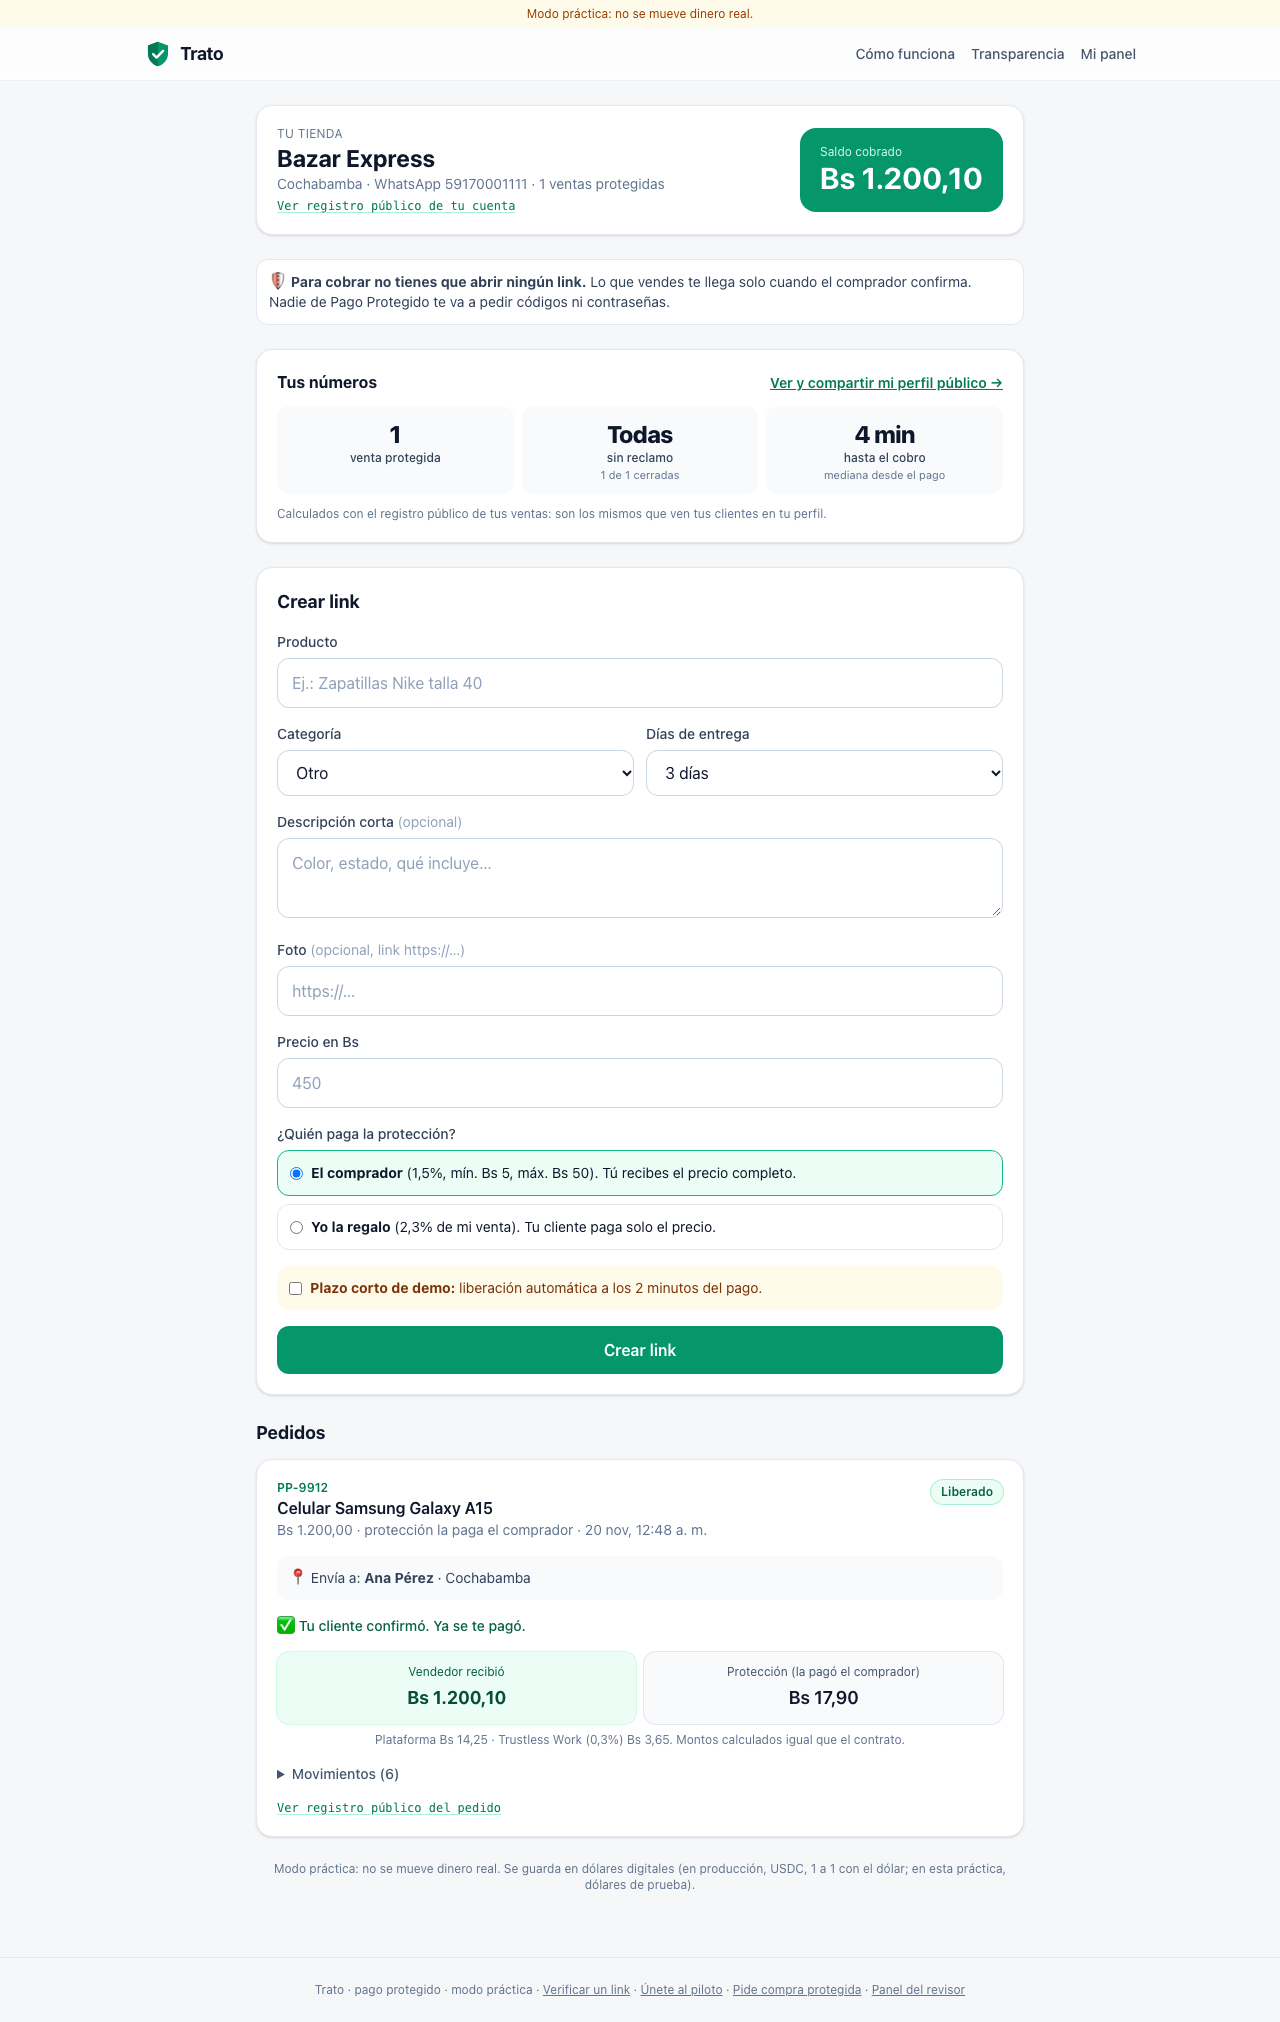 Modo práctica: no se mueve dinero real.
Trato
Cómo funciona Transparencia Mi panel
TU TIENDA
Bazar Express
Cochabamba · WhatsApp 59170001111 · 1 ventas protegidas
Ver registro público de tu cuenta
Saldo cobrado
Bs 1.200,10
Para cobrar no tienes que abrir ningún link. Lo que vendes te llega solo cuando el comprador confirma.
Nadie de Pago Protegido te va a pedir códigos ni contraseñas.
Tus números
Ver y compartir mi perfil público →
1
venta protegida
Todas
sin reclamo
1 de 1 cerradas
4 min
hasta el cobro
mediana desde el pago
Calculados con el registro público de tus ventas: son los mismos que ven tus clientes en tu perfil.
Crear link
Producto
Ej.: Zapatillas Nike talla 40
Categoría
Otro
Días de entrega
3 días
Descripción corta (opcional)
Color, estado, qué incluye...
Foto (opcional, link https://...)
https://...
Precio en Bs
450
¿Quién paga la protección?
El comprador (1,5%, mín. Bs 5, máx. Bs 50). Tú recibes el precio completo.
Yo la regalo (2,3% de mi venta). Tu cliente paga solo el precio.
Plazo corto de demo: liberación automática a los 2 minutos del pago.
Crear link
Pedidos
PP-9912
Celular Samsung Galaxy A15
Bs 1.200,00 · protección la paga el comprador · 20 nov, 12:48 a. m.
Liberado
Envía a: Ana Pérez · Cochabamba
Tu cliente confirmó. Ya se te pagó.
Vendedor recibió
Bs 1.200,10
Protección (la pagó el comprador)
Bs 17,90
Plataforma Bs 14,25 · Trustless Work (0,3%) Bs 3,65. Montos calculados igual que el contrato.
Movimientos (6)
Ver registro público del pedido
Modo práctica: no se mueve dinero real. Se guarda en dólares digitales (en producción, USDC, 1 a 1 con el dólar; en esta práctica,
dólares de prueba).
Trato · pago protegido · modo práctica · Verificar un link · Únete al piloto · Pide compra protegida · Panel del revisor